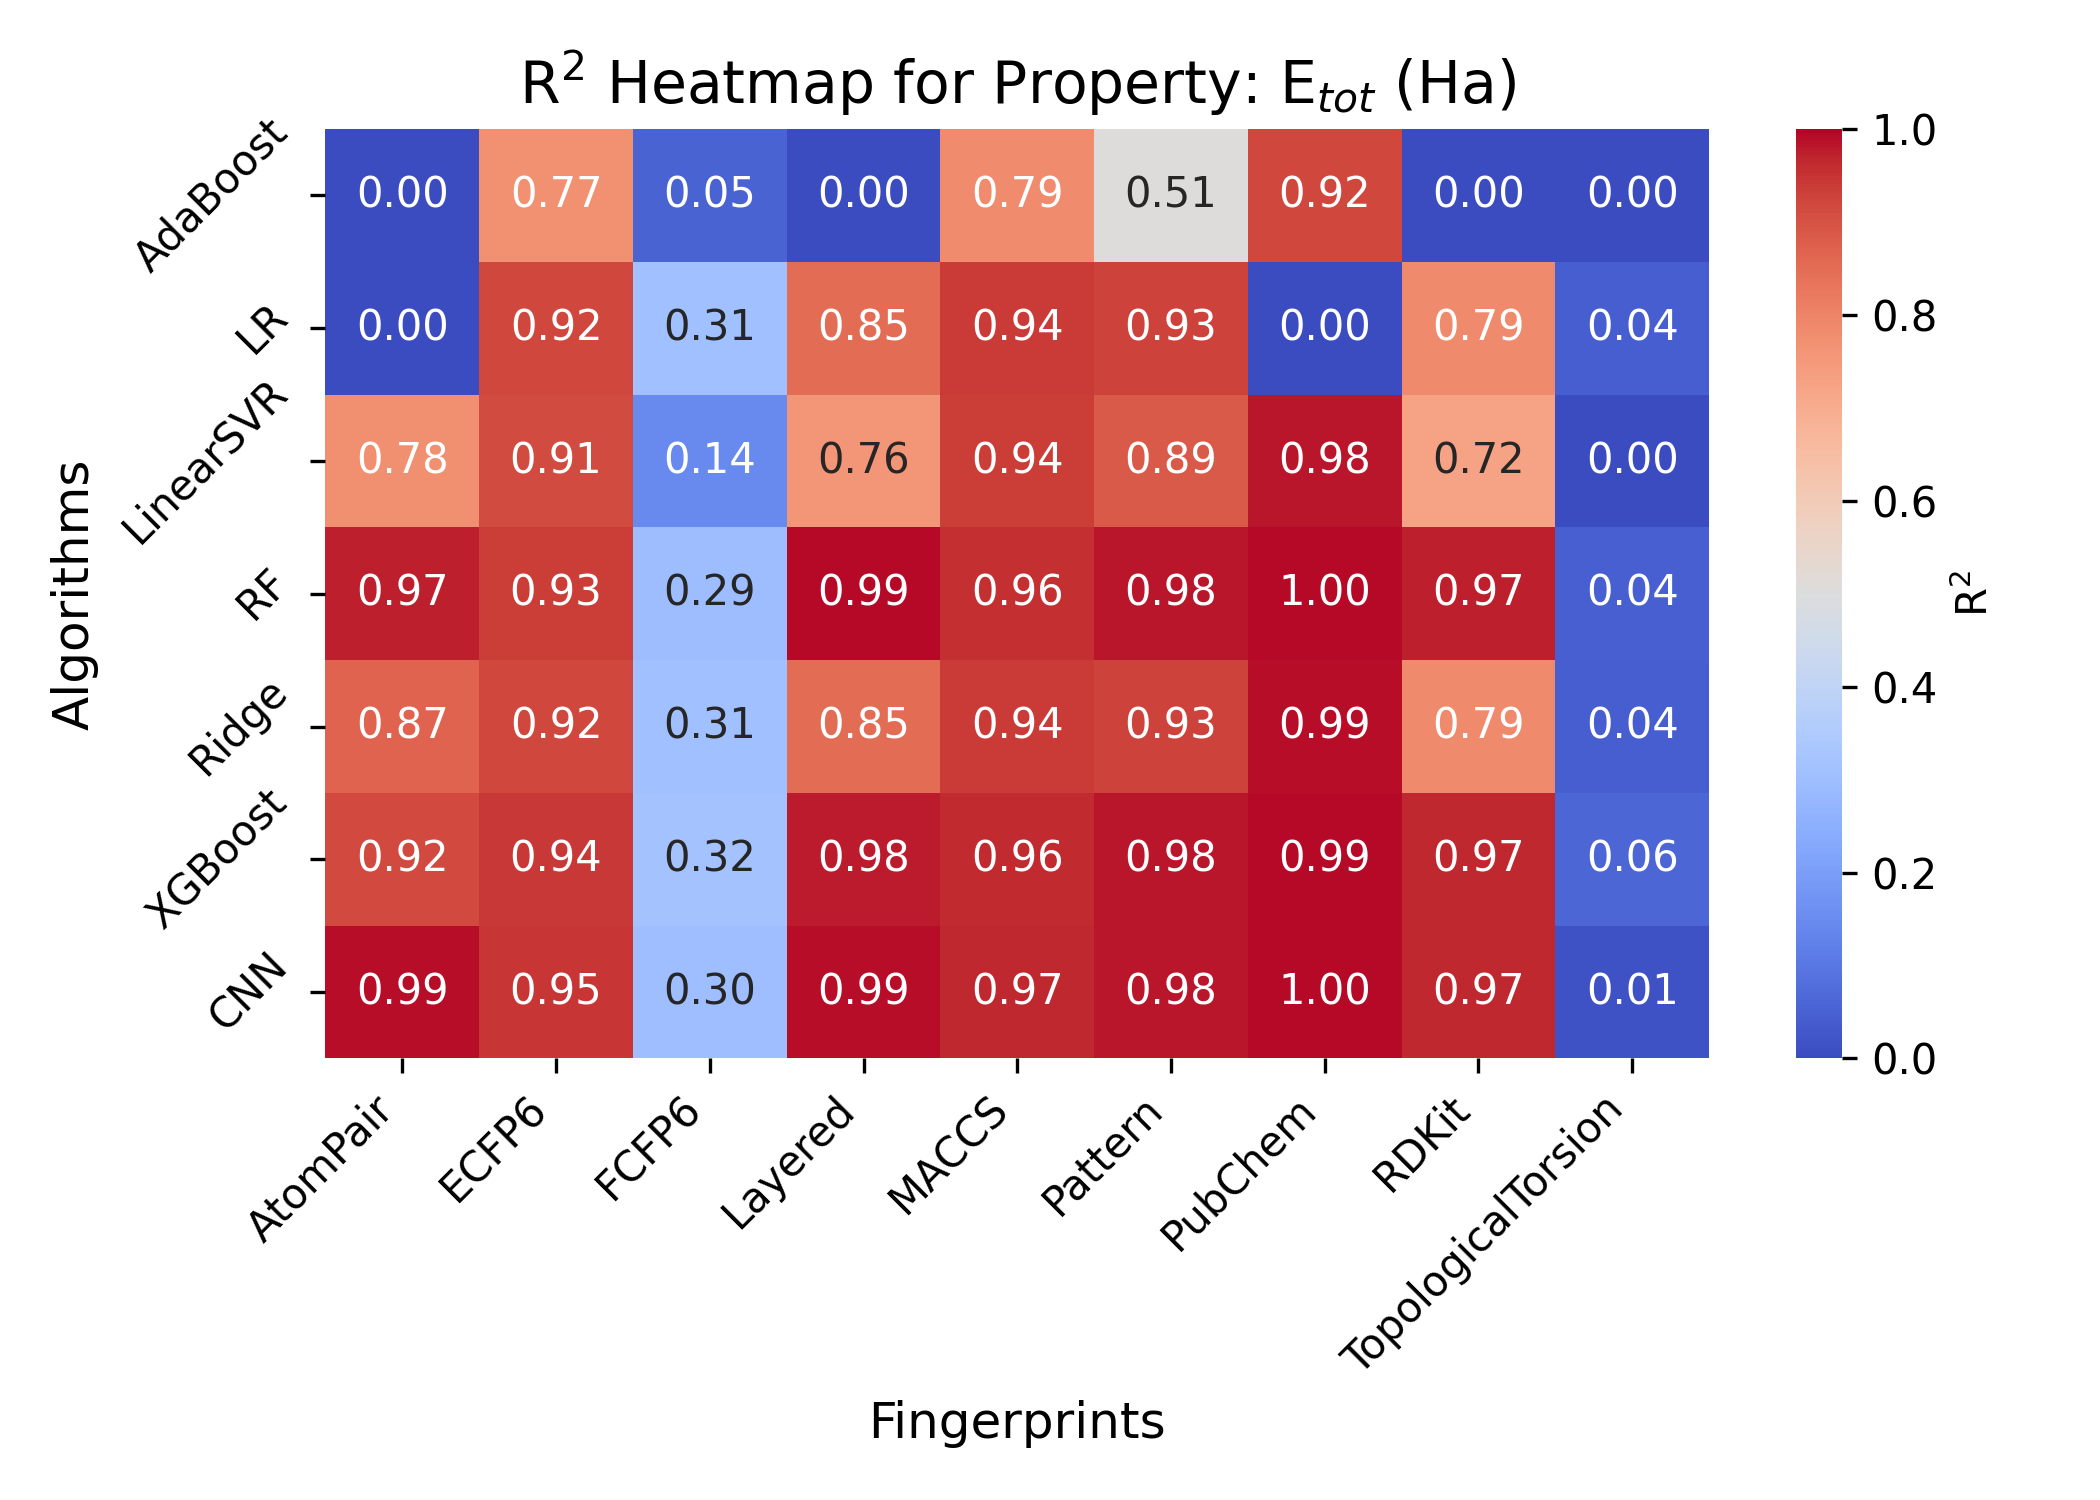 R² Heatmap for Property: E_tot (Ha)
Algorithms
AdaBoost 0.00 0.77 0.05 0.00 0.79 0.51 0.92 0.00 0.00
LR 0.00 0.92 0.31 0.85 0.94 0.93 0.00 0.79 0.04
LinearSVR 0.78 0.91 0.14 0.76 0.94 0.89 0.98 0.72 0.00
RF 0.97 0.93 0.29 0.99 0.96 0.98 1.00 0.97 0.04
Ridge 0.87 0.92 0.31 0.85 0.94 0.93 0.99 0.79 0.04
XGBoost 0.92 0.94 0.32 0.98 0.96 0.98 0.99 0.97 0.06
CNN 0.99 0.95 0.30 0.99 0.97 0.98 1.00 0.97 0.01
AtomPair
ECFP6
FCFP6
Layered
MACCS
Pattern
PubChem
RDKit
TopologicalTorsion
Fingerprints
1.0
0.8
0.6
0.4
0.2
0.0
R²